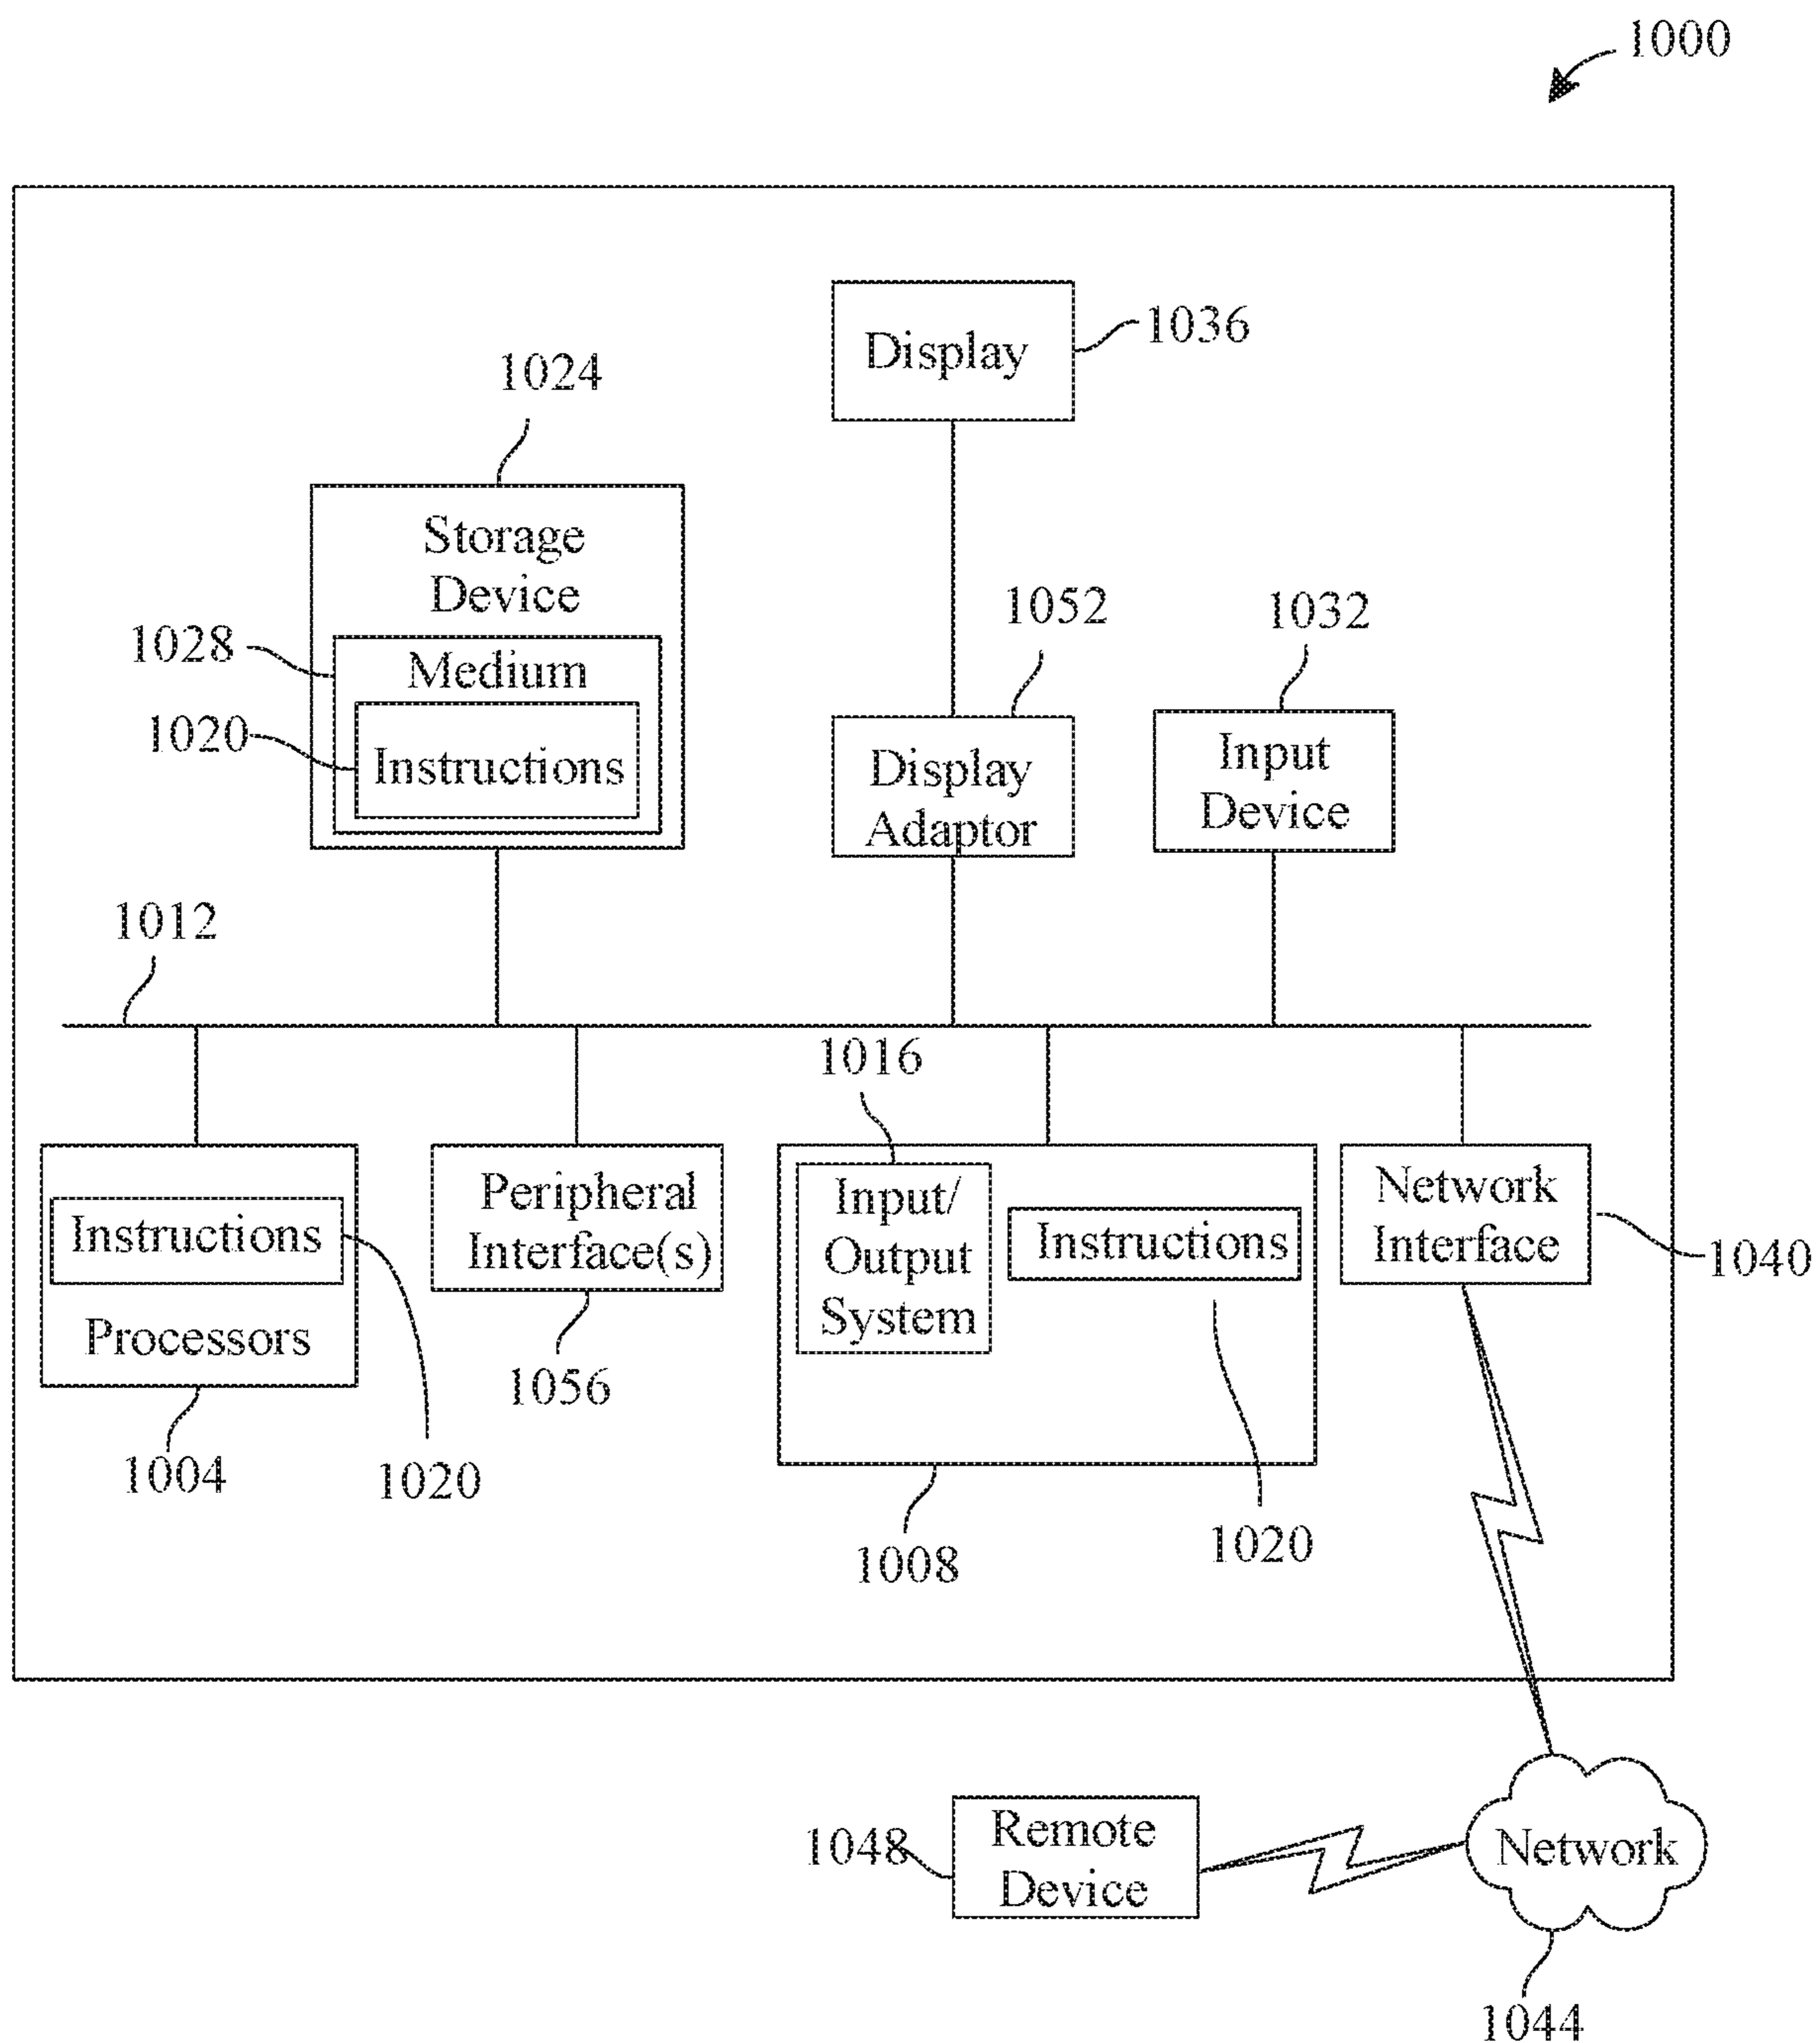 1000
Display
1036
1024
Storage
Device
1052
1032
1028
Medium
1020
Instructions
Display
Adaptor
Input
Device
1012
1016
Instructions
Processors
Peripheral
Interface(s)
Input/
Output
System
Instructions
Network
Interface
1040
1056
1004
1020
1008
1020
1048
Remote
Device
Network
1044